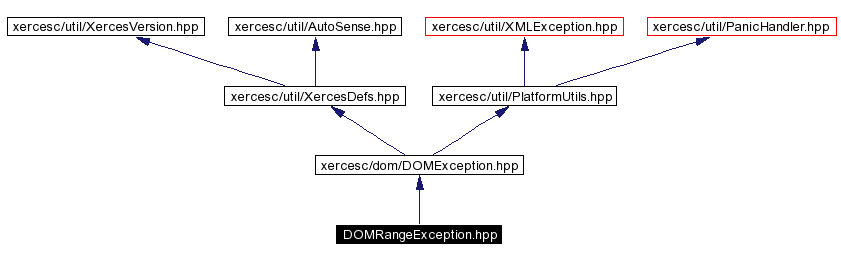 xercesc/util/XercesVersion.hpp
xercesc/util/AutoSense.hpp
xercesc/util/XMLException.hpp
xercesc/util/PanicHandler.hpp
xercesc/util/XercesDefs.hpp
xercesc/util/PlatformUtils.hpp
xercesc/dom/DOMException.hpp
DOMRangeException.hpp